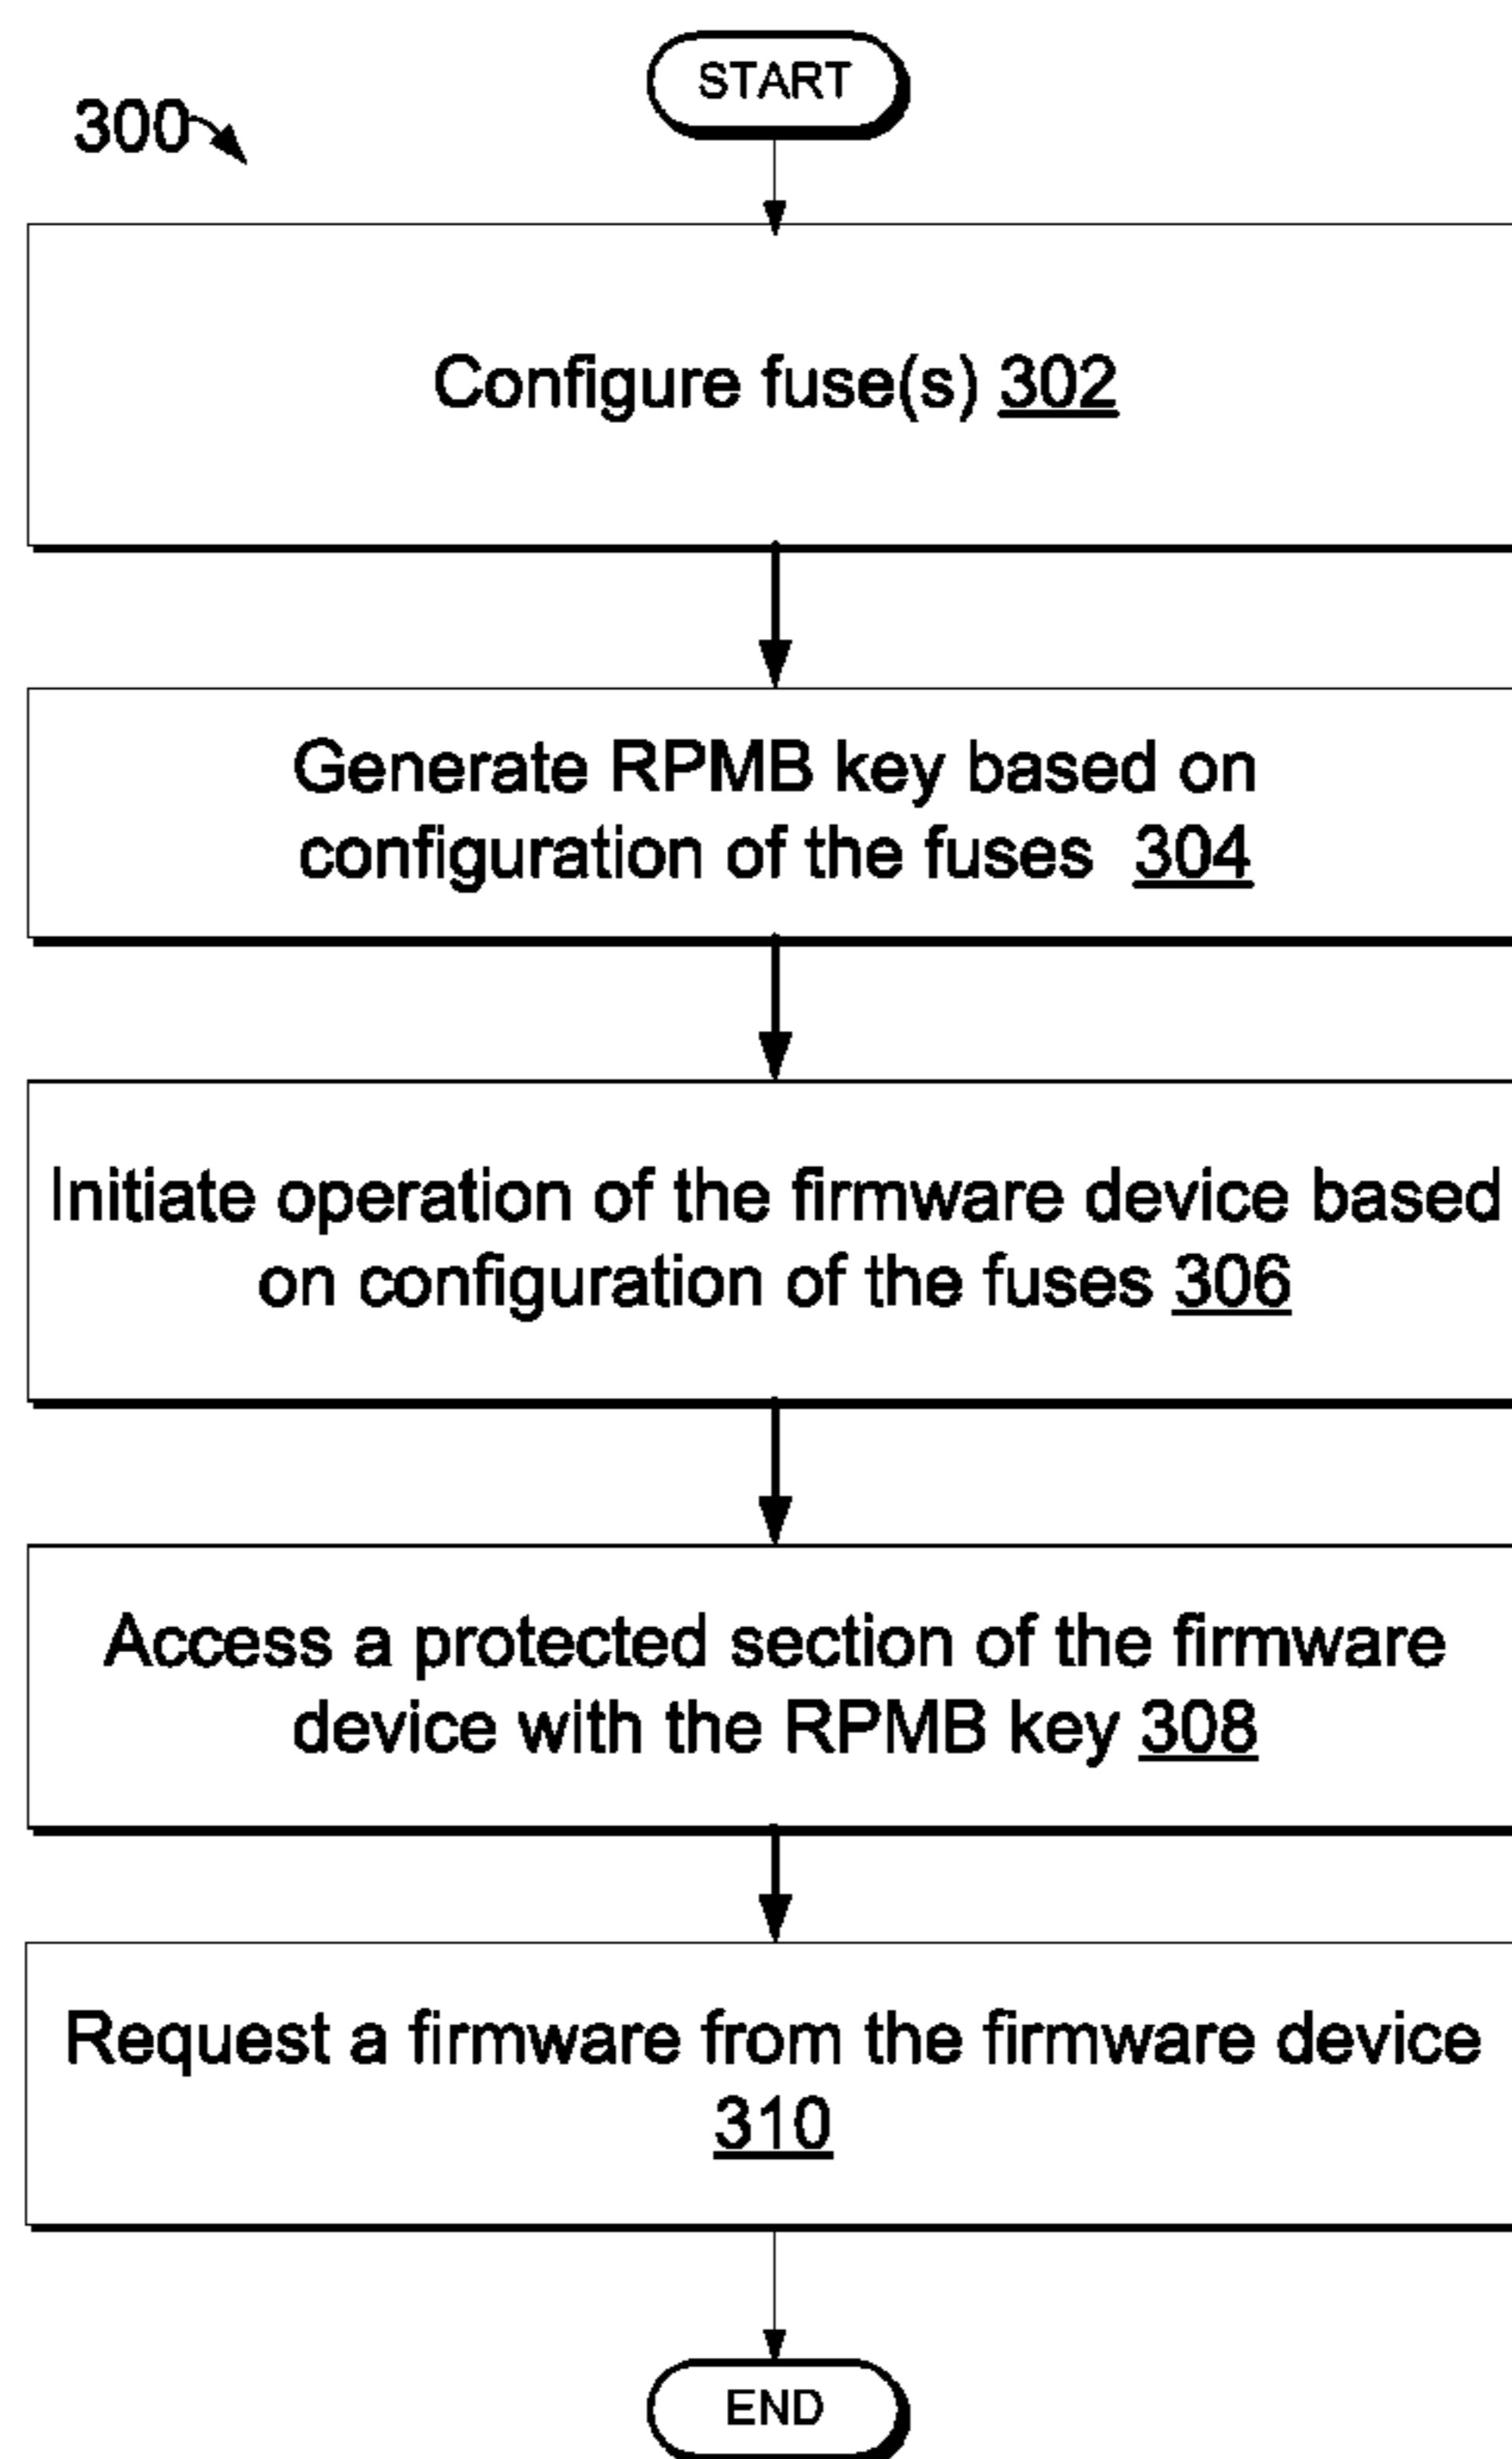 START
300
Configure fuse(s) 302
Generate RPMB key based on
configuration of the fuses 304
Initiate operation of the firmware device based
on configuration of the fuses 306
Access a protected section of the firmware
device with the RPMB key 308
Request a firmware from the firmware device
310
END